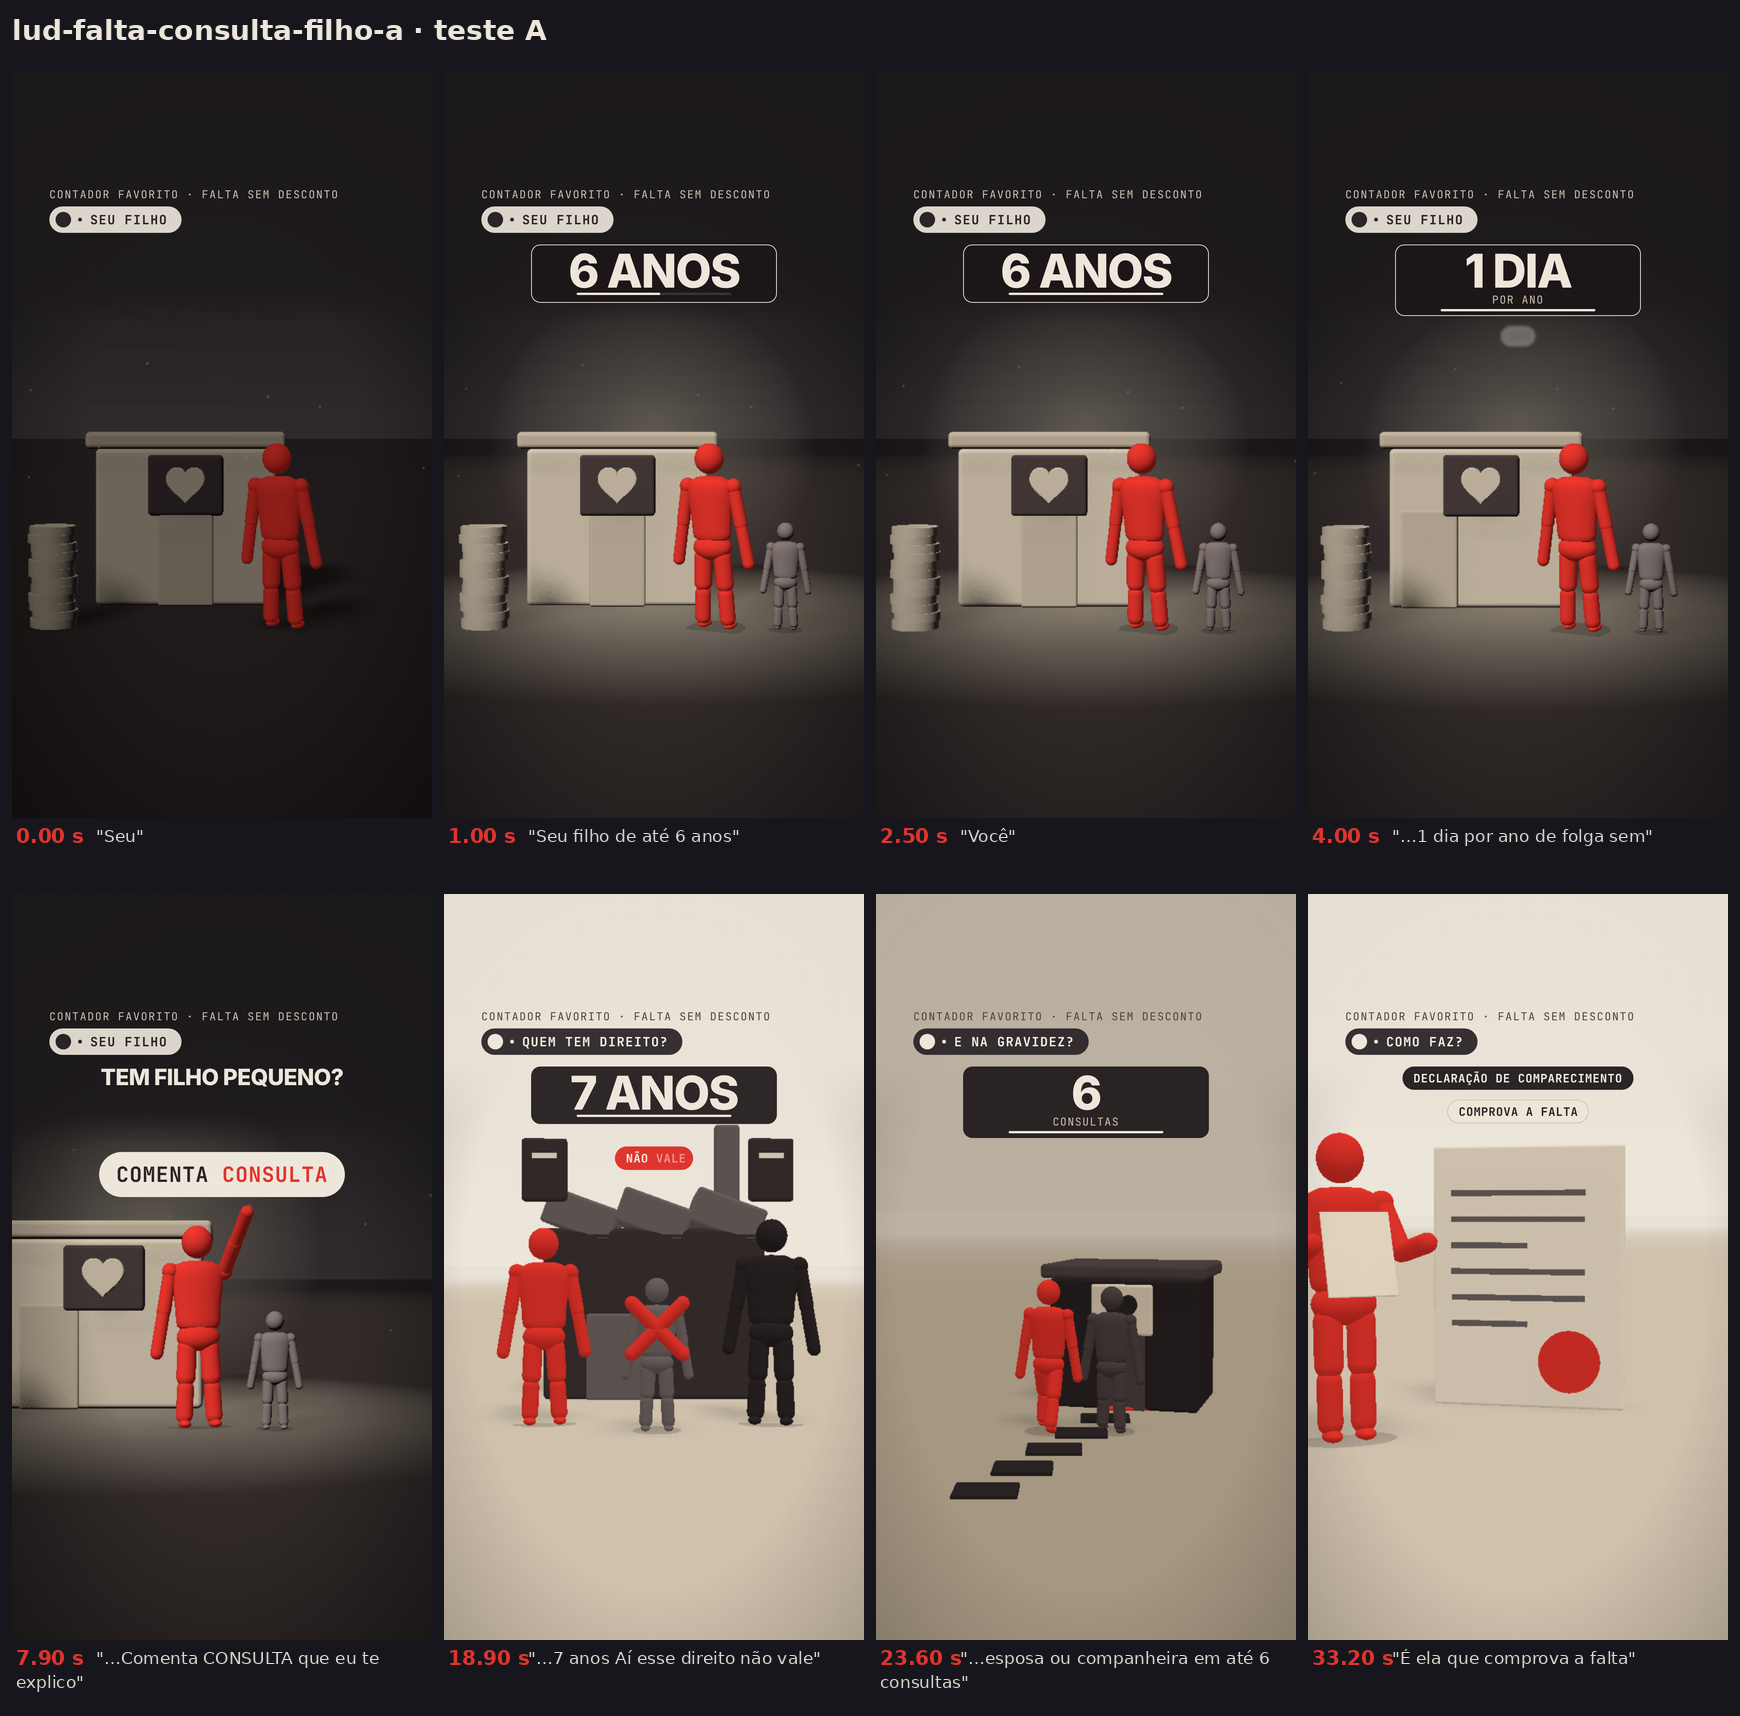 lud-falta-consulta-filho-a · teste A
CONTADOR FAVORITO · FALTA SEM DESCONTO
• SEU FILHO
0.00 s "Seu"
CONTADOR FAVORITO · FALTA SEM DESCONTO
• SEU FILHO
6 ANOS
1.00 s "Seu filho de até 6 anos"
CONTADOR FAVORITO · FALTA SEM DESCONTO
• SEU FILHO
6 ANOS
2.50 s "Você"
CONTADOR FAVORITO · FALTA SEM DESCONTO
• SEU FILHO
1 DIA
POR ANO
4.00 s "...1 dia por ano de folga sem"
CONTADOR FAVORITO · FALTA SEM DESCONTO
• SEU FILHO
TEM FILHO PEQUENO?
COMENTA CONSULTA
7.90 s "...Comenta CONSULTA que eu te
explico"
CONTADOR FAVORITO · FALTA SEM DESCONTO
• QUEM TEM DIREITO?
7 ANOS
NÃO VALE
18.90 s "...7 anos Aí esse direito não vale"
CONTADOR FAVORITO · FALTA SEM DESCONTO
• E NA GRAVIDEZ?
6
CONSULTAS
23.60 s "...esposa ou companheira em até 6
consultas"
CONTADOR FAVORITO · FALTA SEM DESCONTO
• COMO FAZ?
DECLARAÇÃO DE COMPARECIMENTO
COMPROVA A FALTA
33.20 s "É ela que comprova a falta"